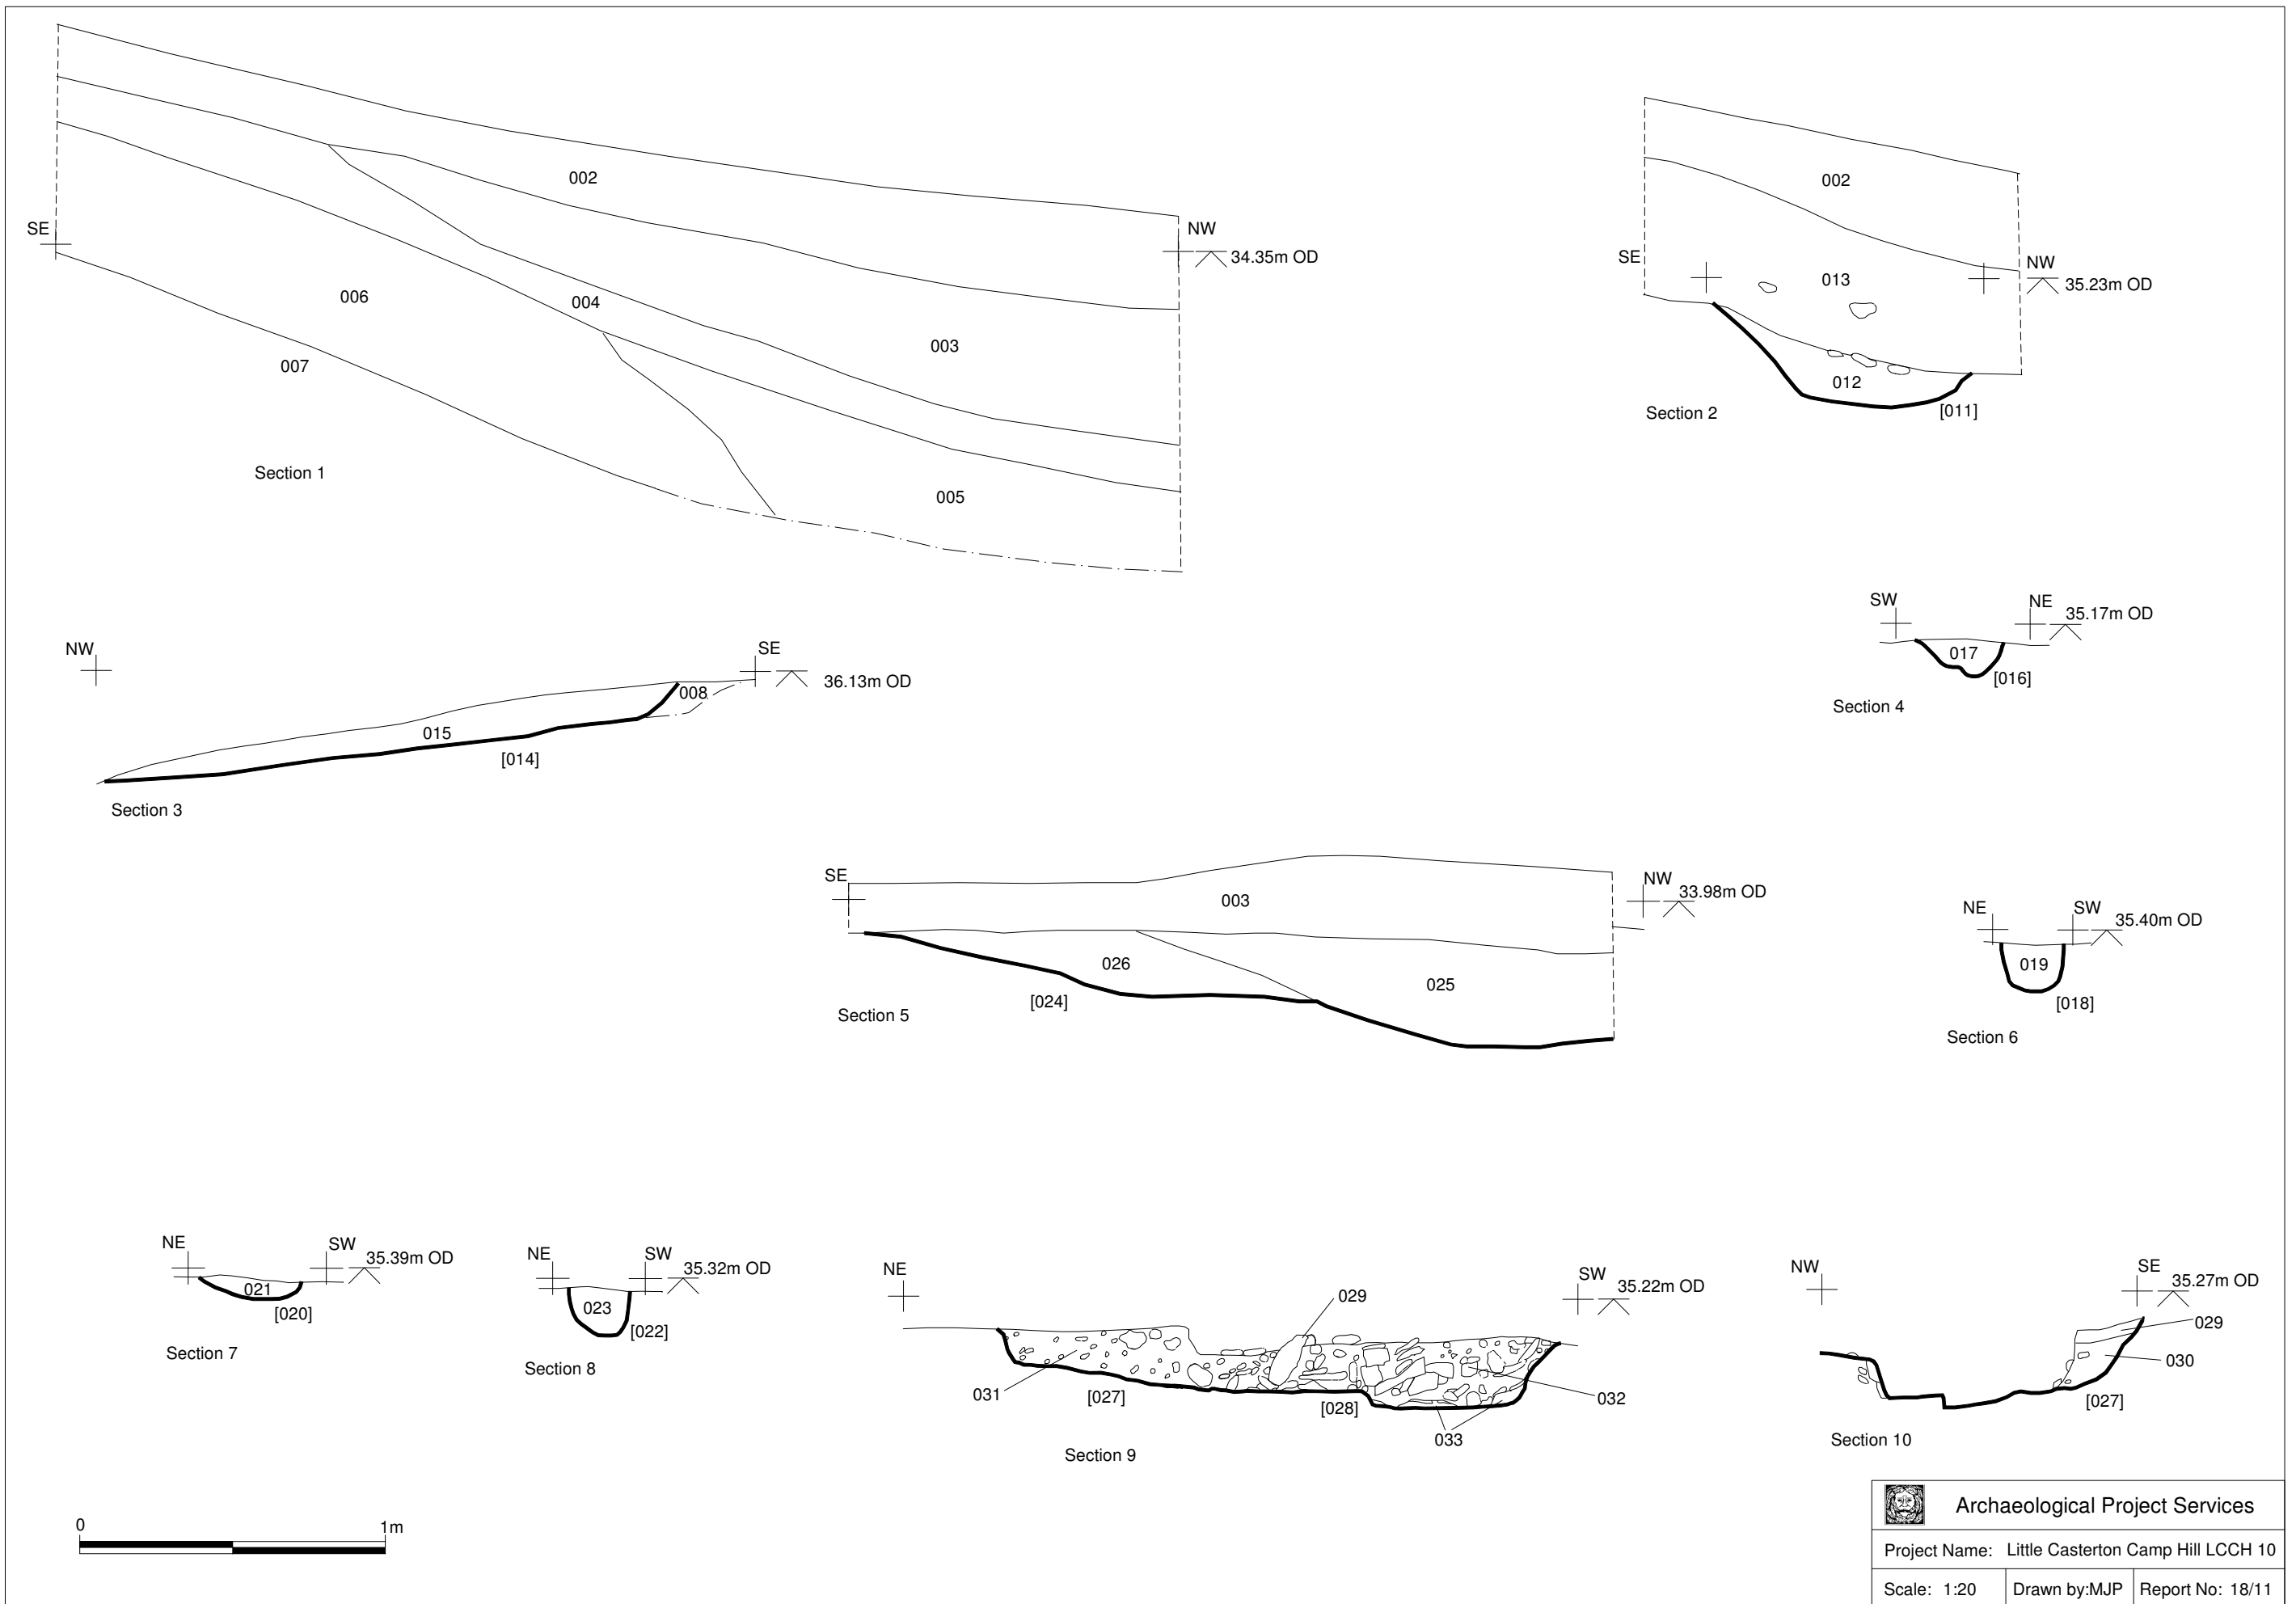 SE
002
NW
34.35m OD
006
004
003
007
005
Section 1
002
SE
013
NW
35.23m OD
012
[011]
Section 2
NW
SE
36.13m OD
008
015
[014]
Section 3
SW
NE
35.17m OD
017
[016]
Section 4
SE
NW
33.98m OD
003
026
025
[024]
Section 5
NE
SW
35.40m OD
019
[018]
Section 6
NE
SW
35.39m OD
021
[020]
Section 7
NE
SW
35.32m OD
023
[022]
Section 8
NE
029
SW
35.22m OD
031
[027]
[028]
032
033
Section 9
NW
SE
35.27m OD
029
030
[027]
Section 10
0
1m
Archaeological Project Services
Project Name: Little Casterton Camp Hill LCCH 10
Scale: 1:20
Drawn by:MJP
Report No: 18/11